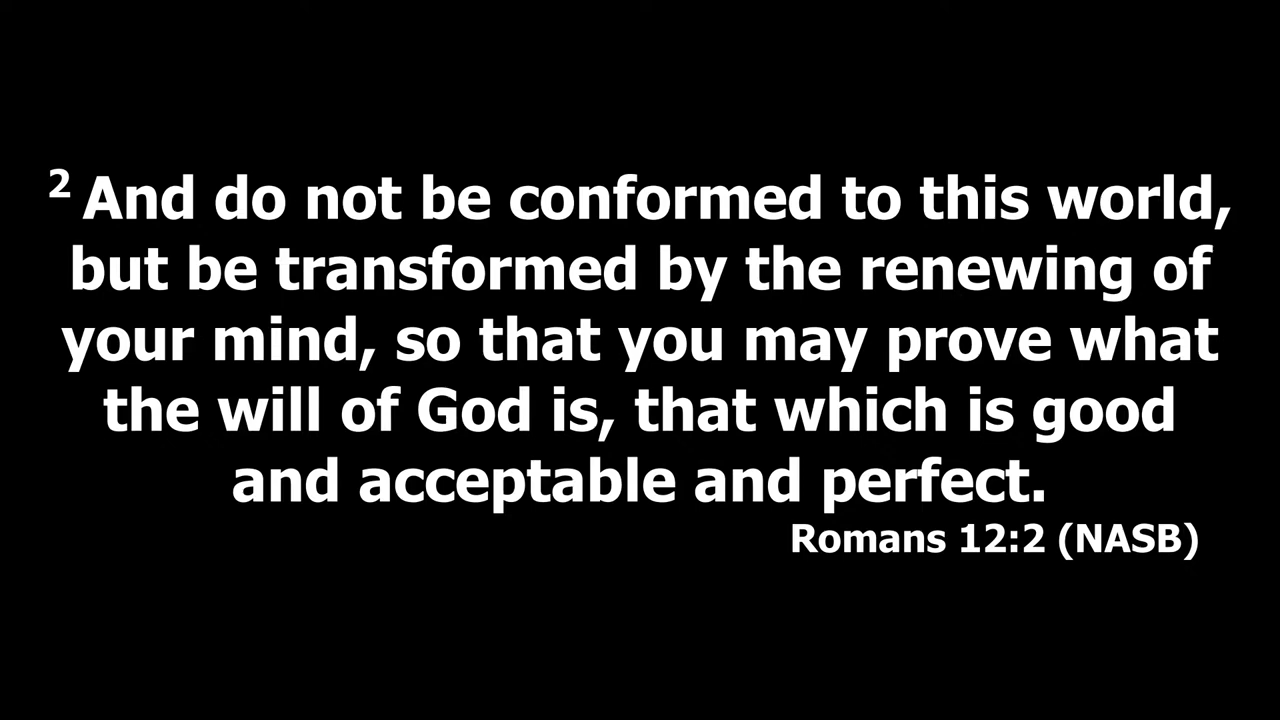 2 And do not be conformed to this world,
but be transformed by the renewing of
your mind, so that you may prove what
the will of God is, that which is good
and acceptable and perfect.
Romans 12:2 (NASB)